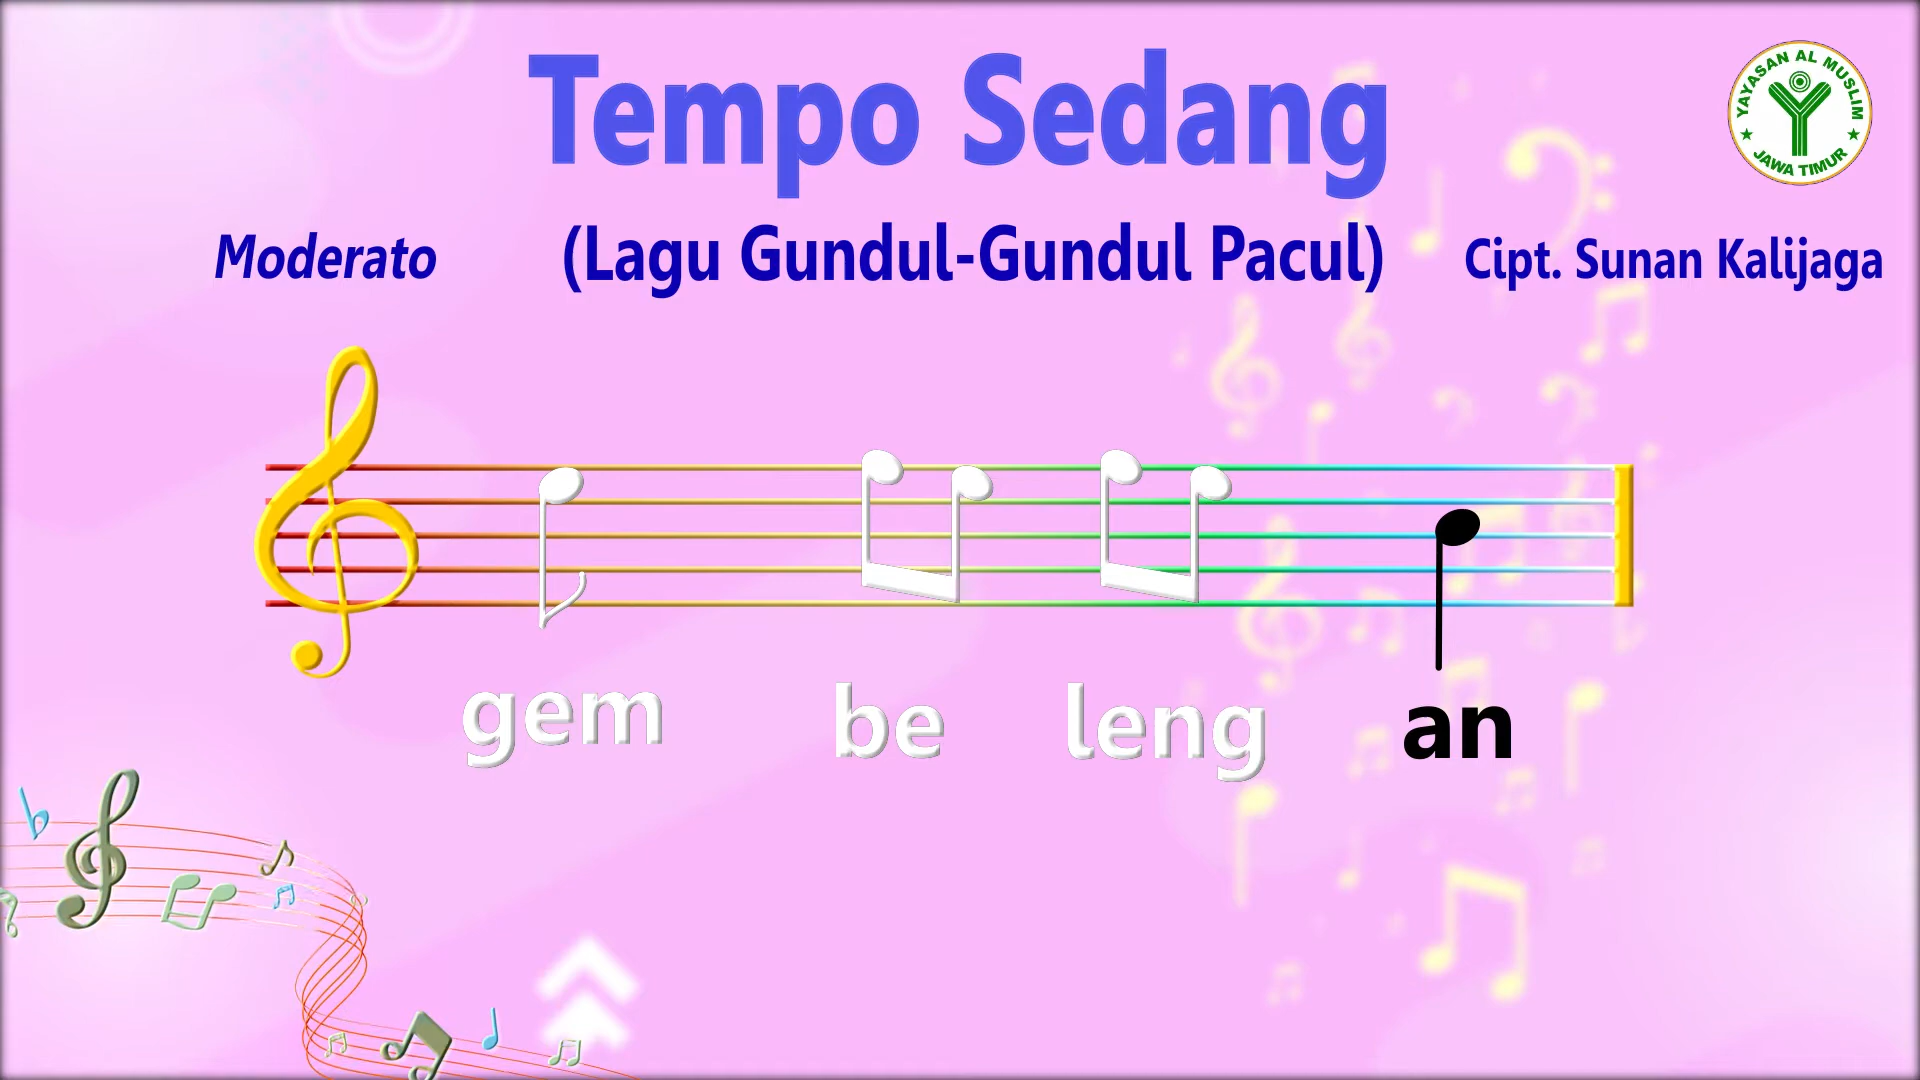 Tempo Sedang
YAYASAN AL MUSLIM
JAWA TIMUR
Moderato
(Lagu Gundul-Gundul Pacul)
Cipt. Sunan Kalijaga
gem be leng an